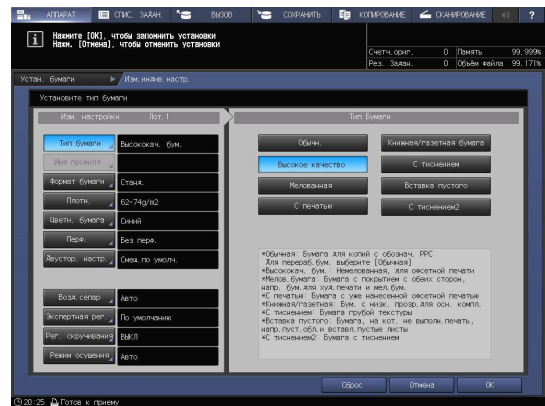 АППАРАТ
СПИС. ЗАДАН.
ВЫЗОВ
СОХРАНИТЬ
КОПИРОВАНИЕ
СКАНИРОВАНИЕ
?
Нажмите [OK], чтобы запомнить установки
Нажм. [Отмена], чтобы отменить установки
Счетч.ориг. 0 Память 99.999%
Рез. Задан. 0 Объём файла 99.171%
Устан. бумаги
Изм.индив.настр.
Установите тип бумаги
Изм. настройки Лот.1
Тип бумаги
Тип бумаги Высококач. бум.
Имя профиля
Формат бумаги Станд.
Плотн. 62-74g/m2
Цветн. бумага Синий
Перф. Без перф.
Двустор. настр. Смещ.по умолч.
Возд.сепар Авто
Экспертная рег. По умолчанию
Рег. скручивания ВЫКЛ
Режим осушения Авто
Обычн.
Книжная/газетная бумага
Высокое качество
С тиснением
Мелованная
Вставка пустого
С печатью
С тиснением2
*Обычная: Бумага для копий с обознач. PPC
Для перераб.бум. выберите [Обычная]
*Высококач. бум.: Немелованная, для офсетной печати
*Мелов.бумага: Бумага с покрытием с обеих сторон,
напр. бум.для худ.печати и мел.бум.
*С печатью: Бумага с уже нанесенной офсетной печатью
*Книжная/газетная: Бум. с низк. прозр.для осн. компл.
*С тиснением: Бумага грубой текстуры
*Вставка пустого: Бумага, на кот. не выполн.печать,
напр.пуст.обл.и вставл.пустые листы
*С тиснением2: Бумага с тиснением
Сброс
Отмена
OK
20:25 Готов к приему